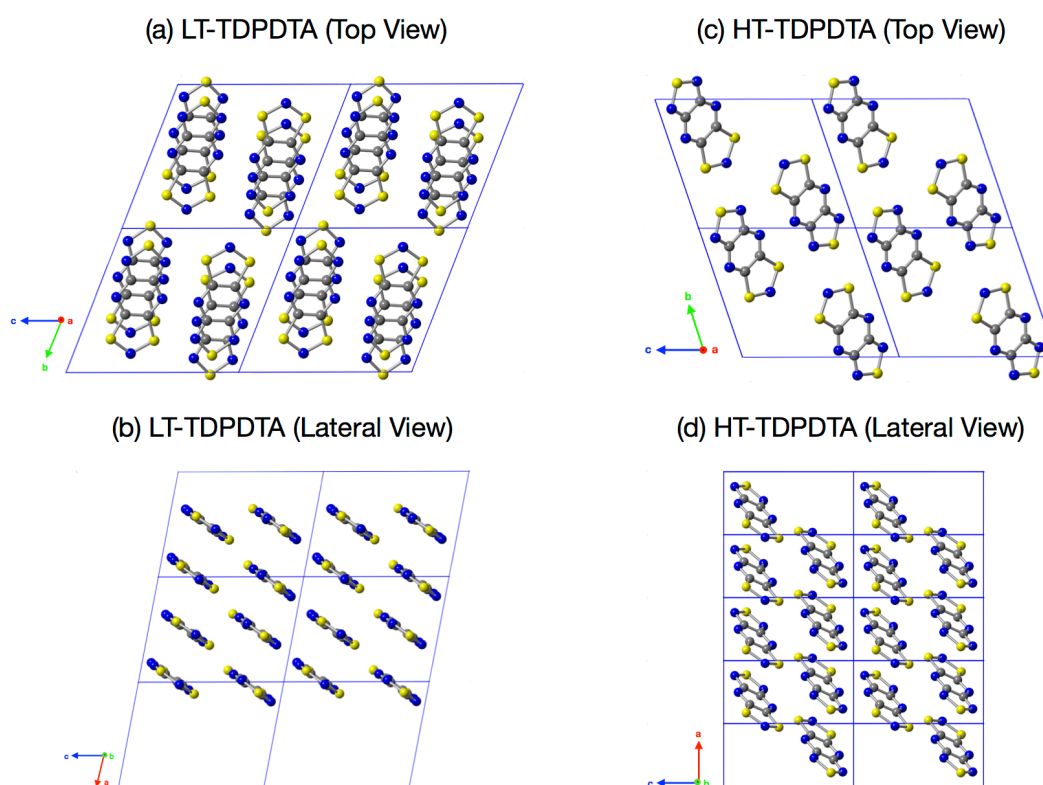 (a) LT-TDPDTA (Top View)
(c) HT-TDPDTA (Top View)
c
a
b
b
c
a
(b) LT-TDPDTA (Lateral View)
(d) HT-TDPDTA (Lateral View)
c
b
a
a
c
b